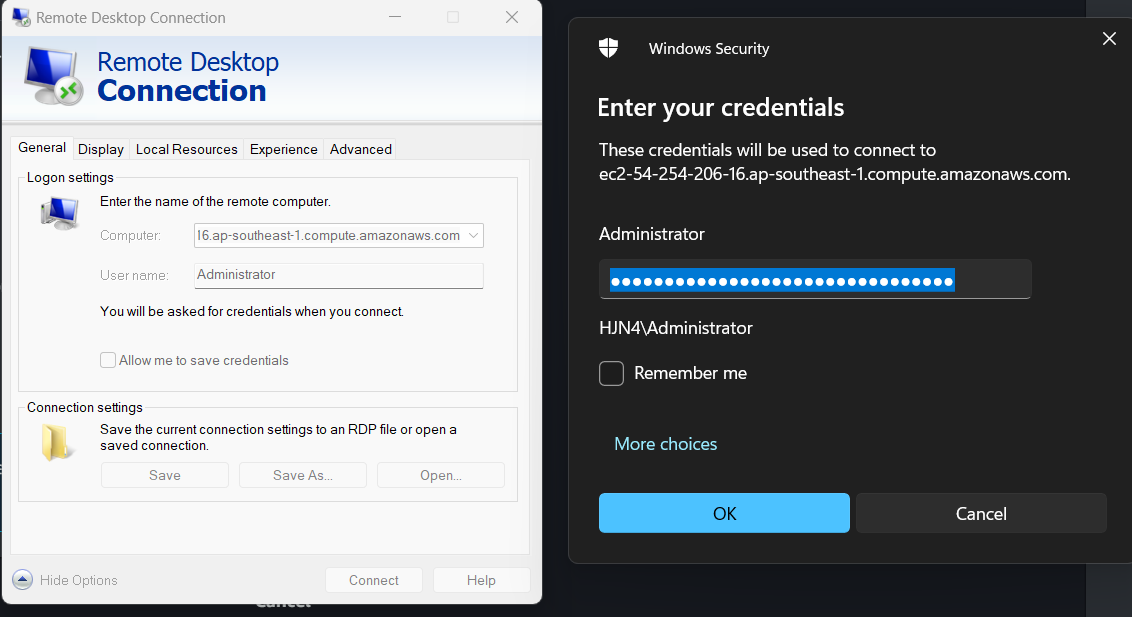 Remote Desktop Connection
Remote Desktop
Connection
General Display Local Resources Experience Advanced
Logon settings
Enter the name of the remote computer.
Computer: 16.ap-southeast-1.compute.amazonaws.com
User name: Administrator
You will be asked for credentials when you connect.
Allow me to save credentials
Connection settings
Save the current connection settings to an RDP file or open a
saved connection.
Save Save As... Open...
Hide Options Connect Help
Cancel
Windows Security
Enter your credentials
These credentials will be used to connect to
ec2-54-254-206-16.ap-southeast-1.compute.amazonaws.com.
Administrator
••••••••••••••••••••••••••••••••
HJN4\Administrator
Remember me
More choices
OK Cancel